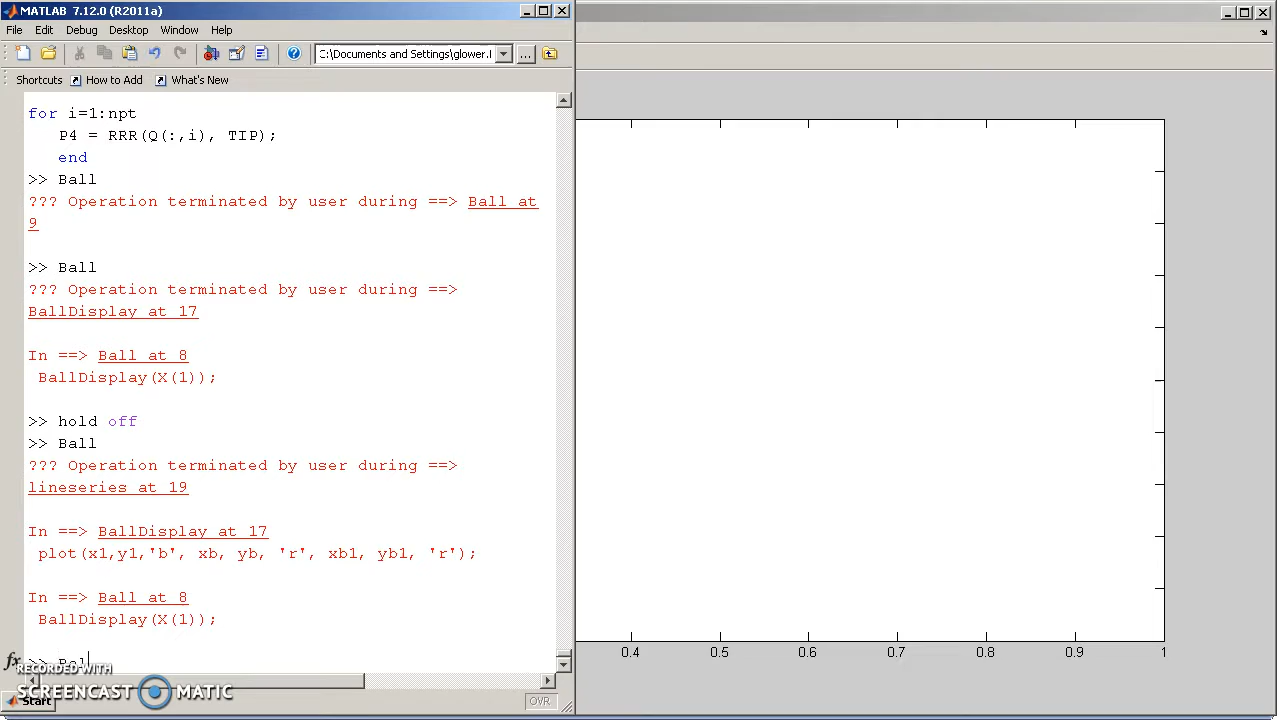 MATLAB 7.12.0 (R2011a)
File Edit Debug Desktop Window Help
C:\Documents and Settings\glower.l ...
Shortcuts How to Add What's New
for i=1:npt
P4 = RRR(Q(:,i), TIP);
end
>> Ball
??? Operation terminated by user during ==> Ball at
9
>> Ball
??? Operation terminated by user during ==>
BallDisplay at 17
In ==> Ball at 8
BallDisplay(X(1));
>> hold off
>> Ball
??? Operation terminated by user during ==>
lineseries at 19
In ==> BallDisplay at 17
plot(x1,y1,'b', xb, yb, 'r', xb1, yb1, 'r');
In ==> Ball at 8
BallDisplay(X(1));
fx >> Bal
RECORDED WITH
SCREENCAST MATIC
Start OVR
0.4 0.5 0.6 0.7 0.8 0.9 1